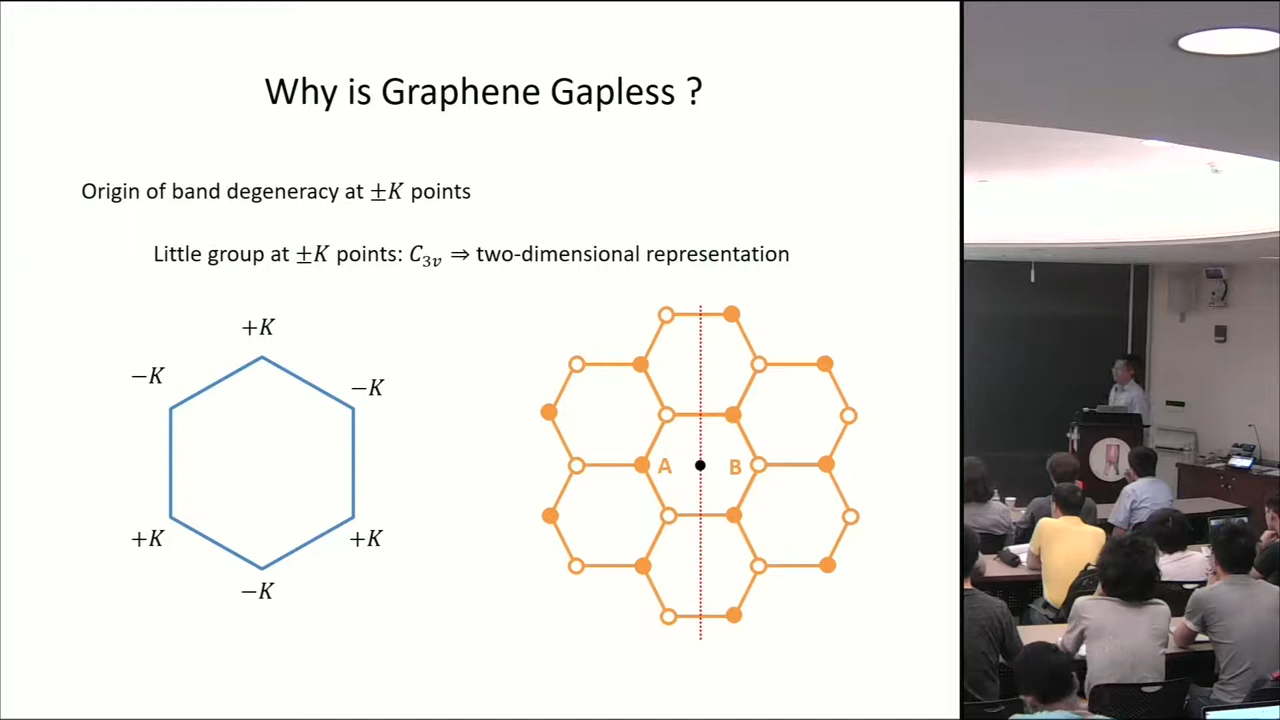 Why is Graphene Gapless ?
Origin of band degeneracy at ±K points
Little group at ±K points: C₃ᵥ ⇒ two-dimensional representation
+K
−K
−K
A
B
+K
+K
−K